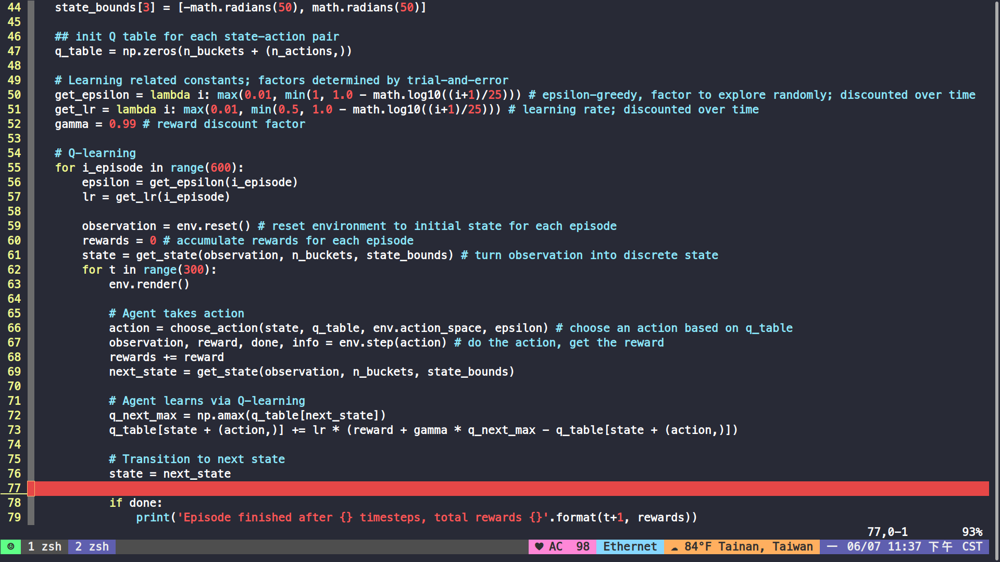 44     state_bounds[3] = [-math.radians(50), math.radians(50)]
45
46     ## init Q table for each state-action pair
47     q_table = np.zeros(n_buckets + (n_actions,))
48
49     # Learning related constants; factors determined by trial-and-error
50     get_epsilon = lambda i: max(0.01, min(1, 1.0 - math.log10((i+1)/25))) # epsilon-greedy, factor to explore randomly; discounted over time
51     get_lr = lambda i: max(0.01, min(0.5, 1.0 - math.log10((i+1)/25))) # learning rate; discounted over time
52     gamma = 0.99 # reward discount factor
53
54     # Q-learning
55     for i_episode in range(600):
56         epsilon = get_epsilon(i_episode)
57         lr = get_lr(i_episode)
58
59         observation = env.reset() # reset environment to initial state for each episode
60         rewards = 0 # accumulate rewards for each episode
61         state = get_state(observation, n_buckets, state_bounds) # turn observation into discrete state
62         for t in range(300):
63             env.render()
64
65             # Agent takes action
66             action = choose_action(state, q_table, env.action_space, epsilon) # choose an action based on q_table
67             observation, reward, done, info = env.step(action) # do the action, get the reward
68             rewards += reward
69             next_state = get_state(observation, n_buckets, state_bounds)
70
71             # Agent learns via Q-learning
72             q_next_max = np.amax(q_table[next_state])
73             q_table[state + (action,)] += lr * (reward + gamma * q_next_max - q_table[state + (action,)])
74
75             # Transition to next state
76             state = next_state
77
78             if done:
79                 print('Episode finished after {} timesteps, total rewards {}'.format(t+1, rewards))
77,0-1        93%
☺ 1 zsh  2 zsh  ♥ AC  98  Ethernet  ☁ 84°F Tainan, Taiwan  一 06/07 11:37 下午 CST